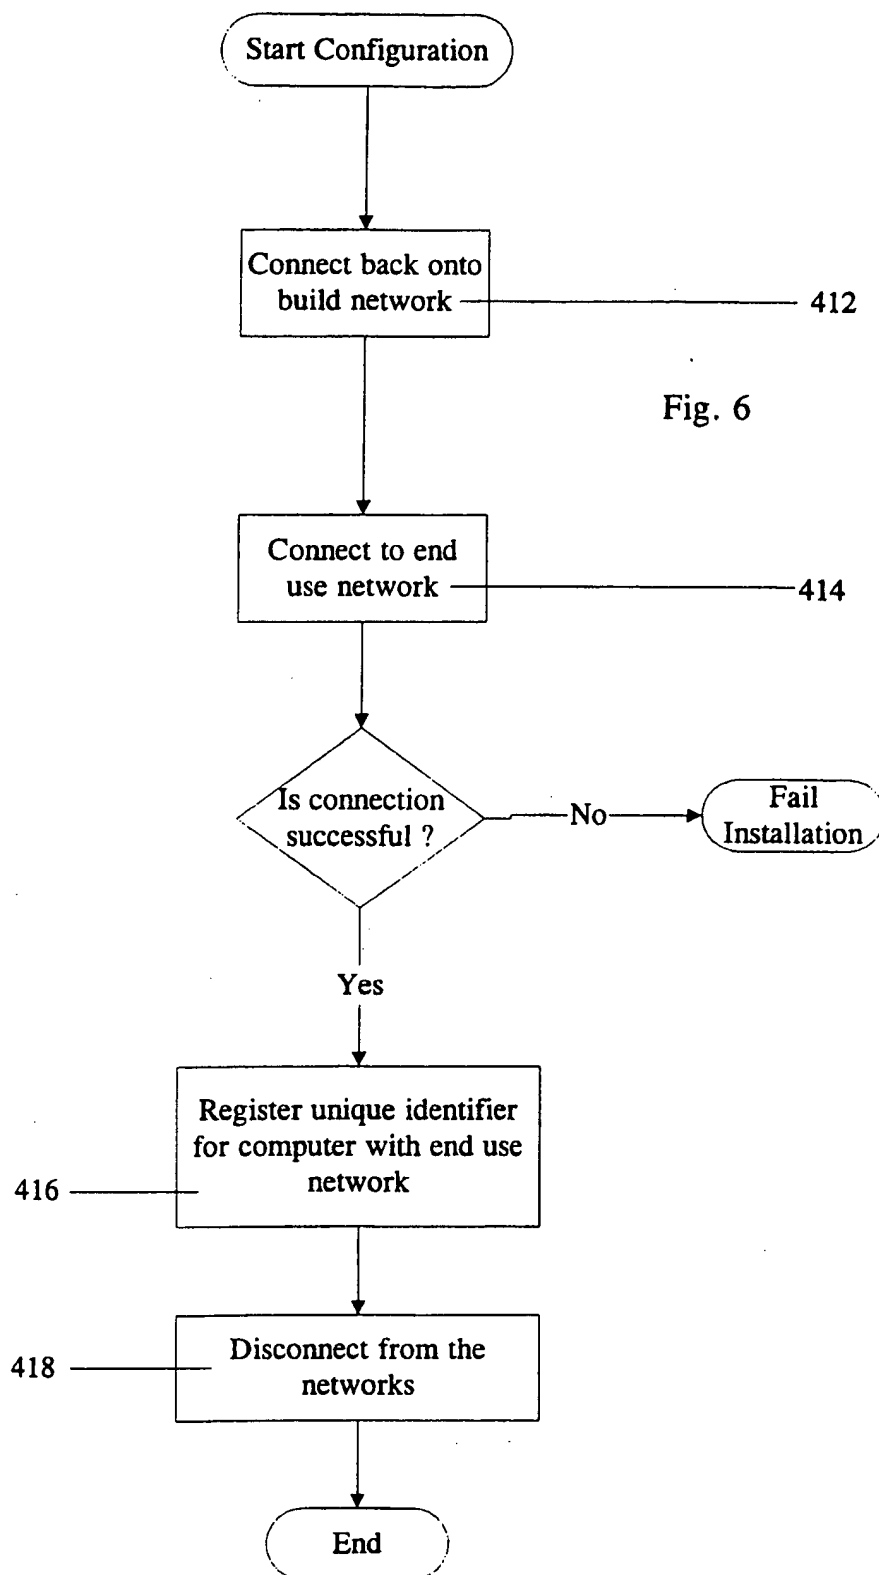 Start Configuration
Connect back onto
build network
412
Fig. 6
Connect to end
use network
414
Is connection
successful ?
No
Fail
Installation
Yes
Register unique identifier
for computer with end use
network
416
Disconnect from the
networks
418
End